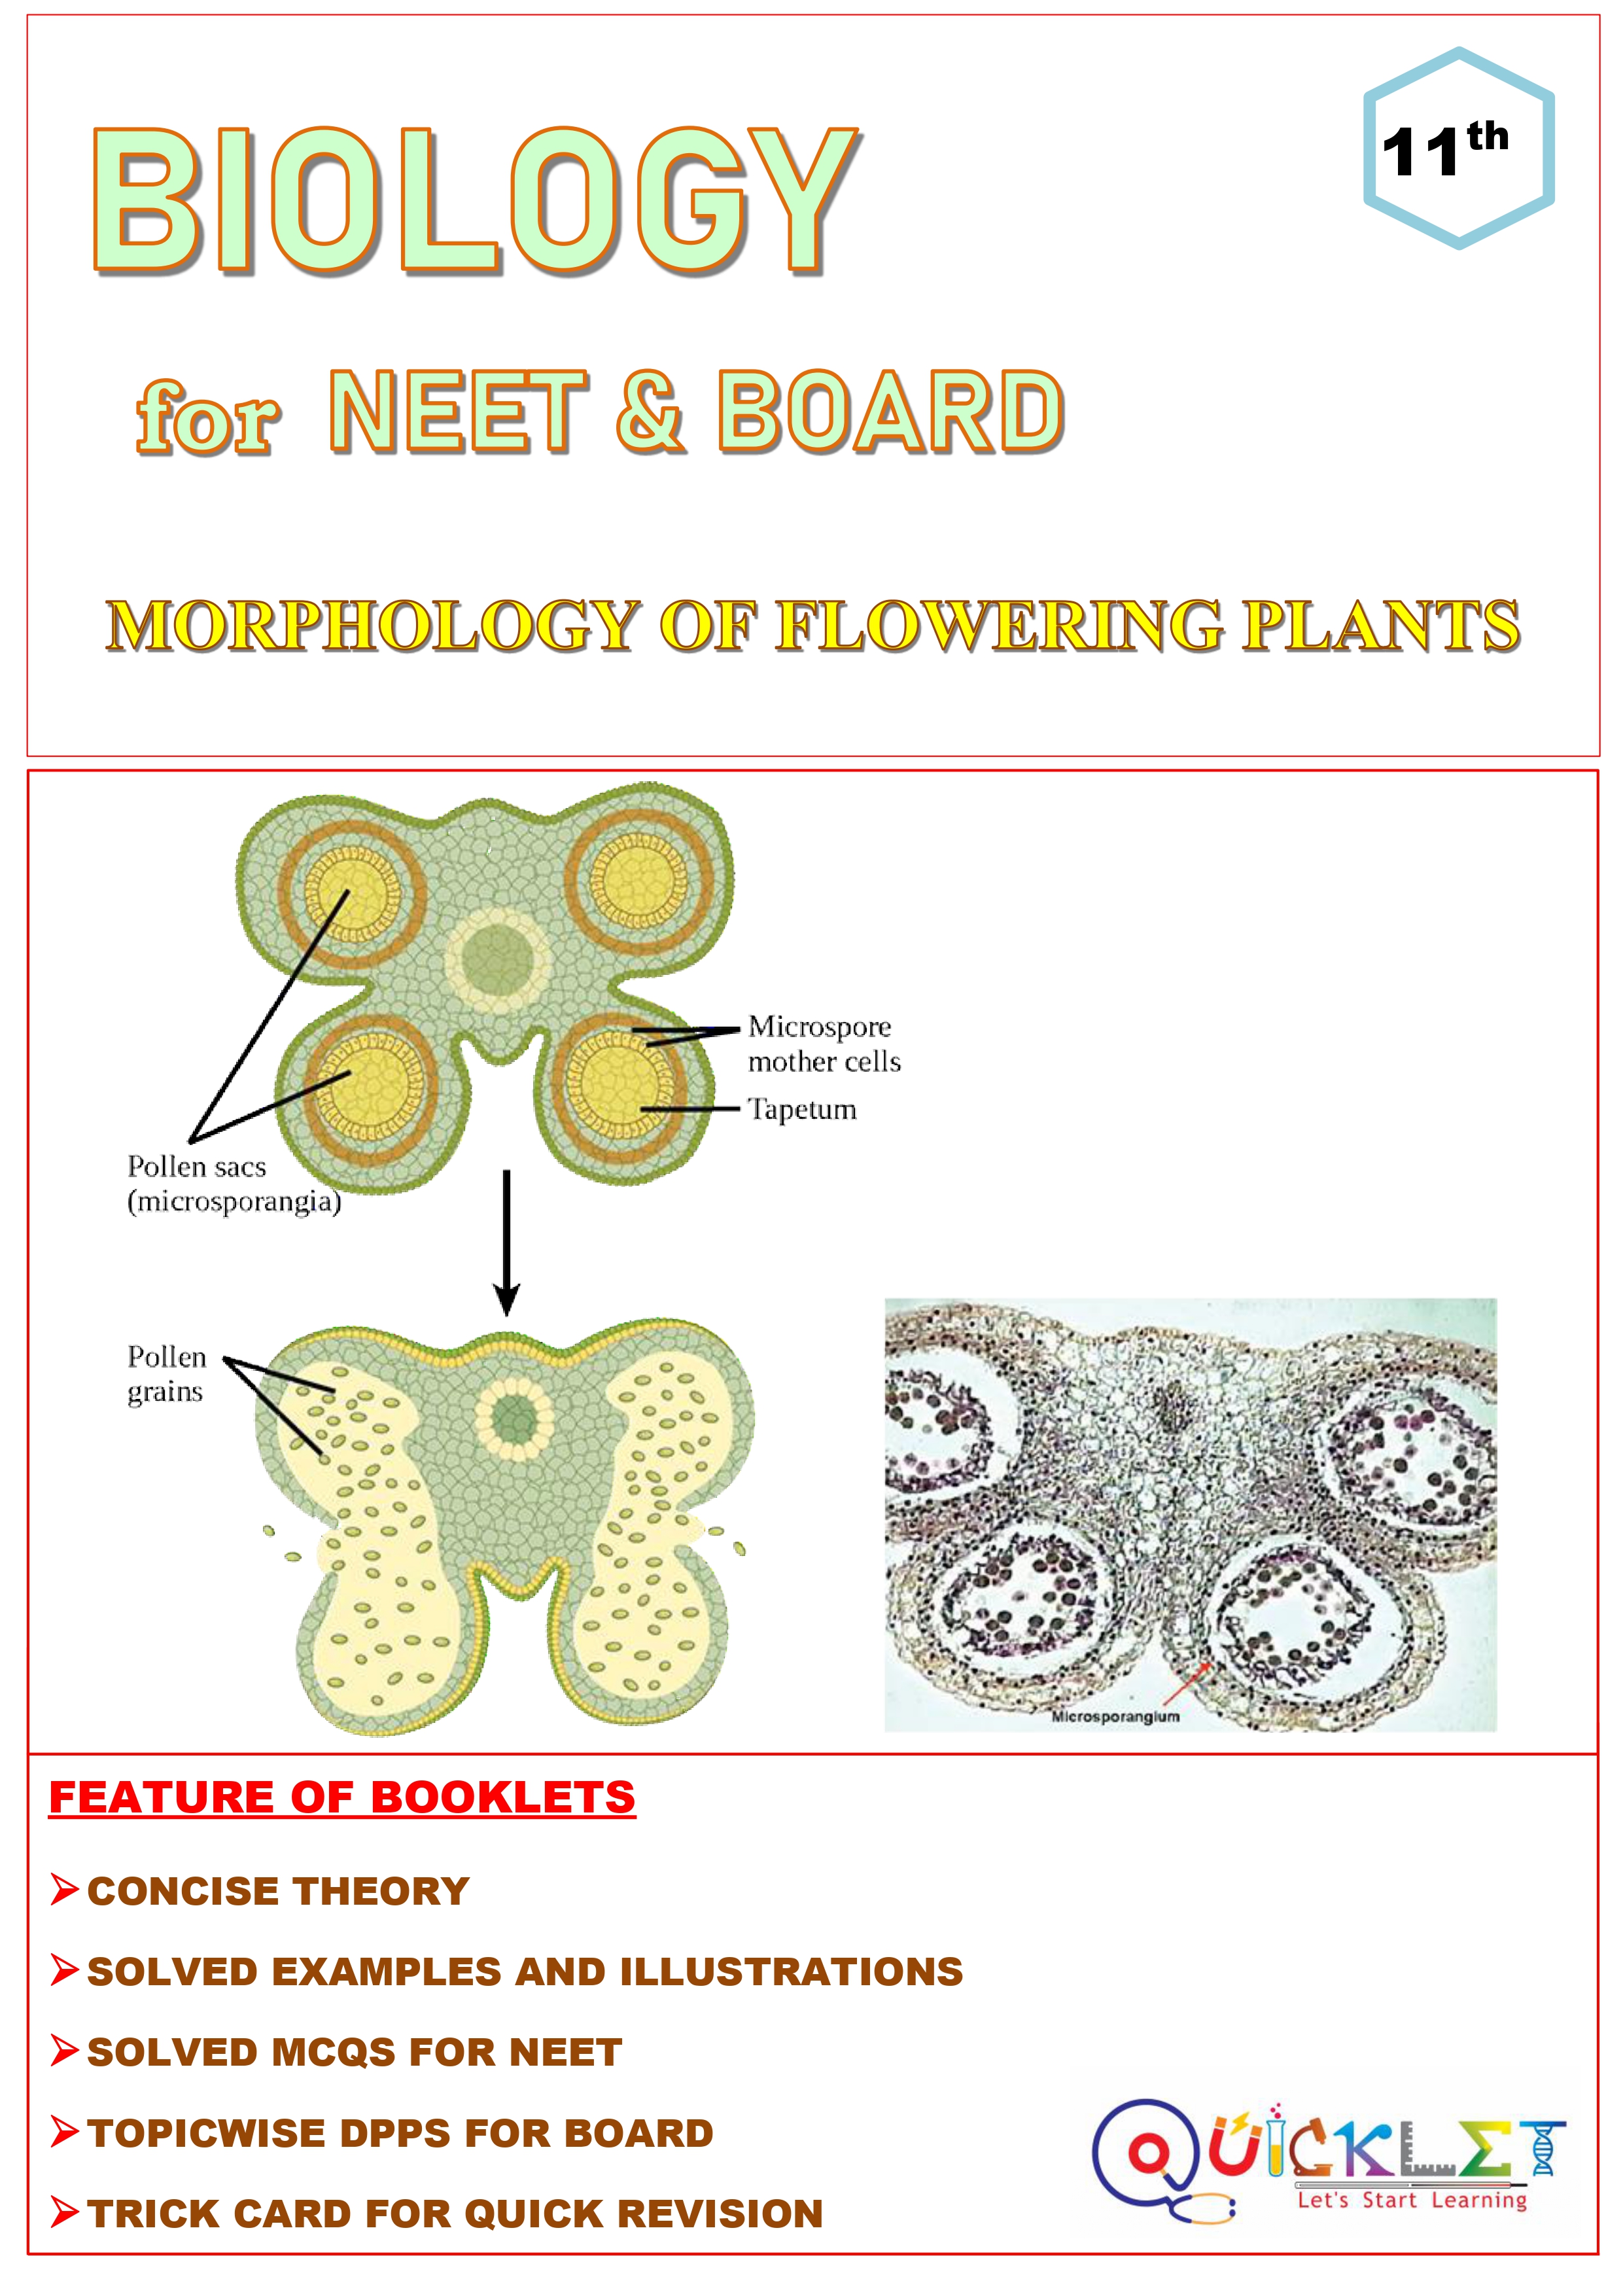 BIOLOGY
11th
for NEET & BOARD
MORPHOLOGY OF FLOWERING PLANTS
Microspore
mother cells
Tapetum
Pollen sacs
(microsporangia)
Pollen
grains
Microsporangium
FEATURE OF BOOKLETS
CONCISE THEORY
SOLVED EXAMPLES AND ILLUSTRATIONS
SOLVED MCQS FOR NEET
TOPICWISE DPPS FOR BOARD
TRICK CARD FOR QUICK REVISION
QUICKLET
Let's Start Learning